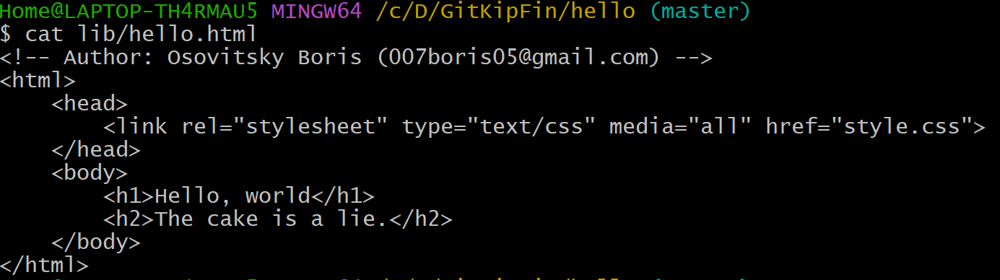 Home@LAPTOP-TH4RMAU5 MINGW64 /c/D/GitKipFin/hello (master)
$ cat lib/hello.html
<!-- Author: Osovitsky Boris (007boris05@gmail.com) -->
<html>
    <head>
        <link rel="stylesheet" type="text/css" media="all" href="style.css">
    </head>
    <body>
        <h1>Hello, world</h1>
        <h2>The cake is a lie.</h2>
    </body>
</html>